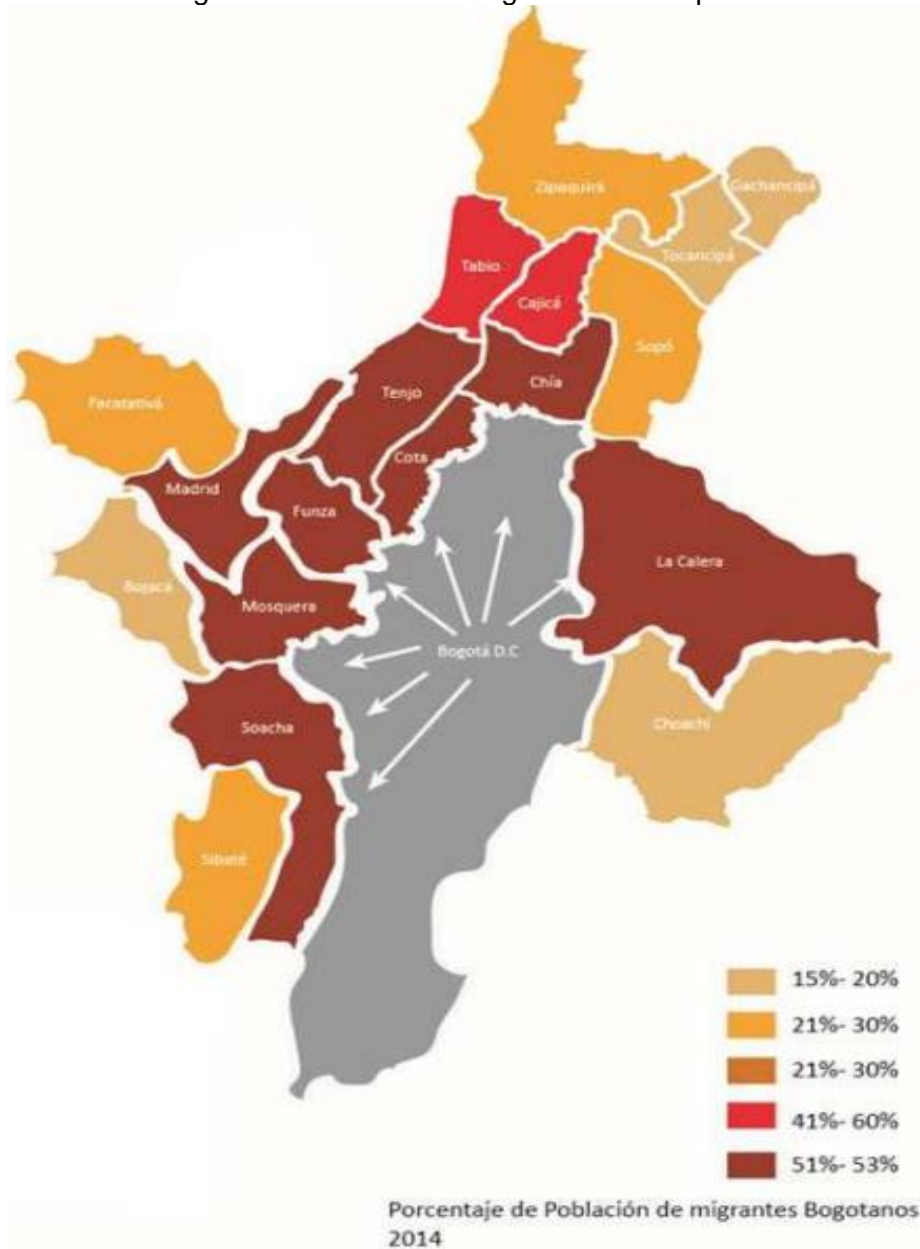 Zipaquirá
Gachancipá
Tocancipá
Tabio
Cajicá
Sopó
Chía
Tenjo
Facatativá
Cota
Madrid
Funza
La Calera
Bojacá
Mosquera
Bogotá D.C
Choachí
Soacha
Sibaté
15%- 20%
21%- 30%
21%- 30%
41%- 60%
51%- 53%
Porcentaje de Población de migrantes Bogotanos
2014